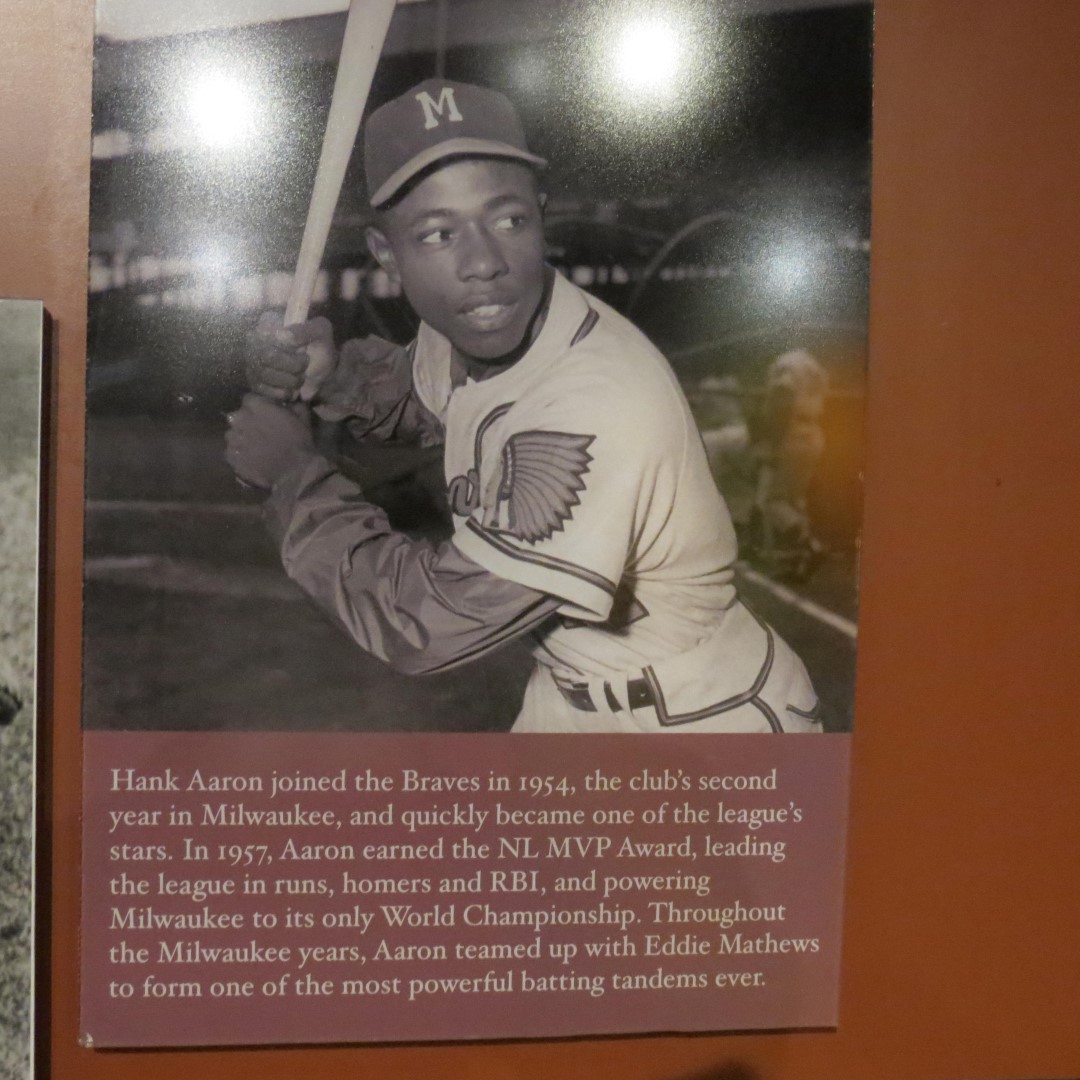 M
Hank Aaron joined the Braves in 1954, the club's second
year in Milwaukee, and quickly became one of the league's
stars. In 1957, Aaron earned the NL MVP Award, leading
the league in runs, homers and RBI, and powering
Milwaukee to its only World Championship. Throughout
the Milwaukee years, Aaron teamed up with Eddie Mathews
to form one of the most powerful batting tandems ever.